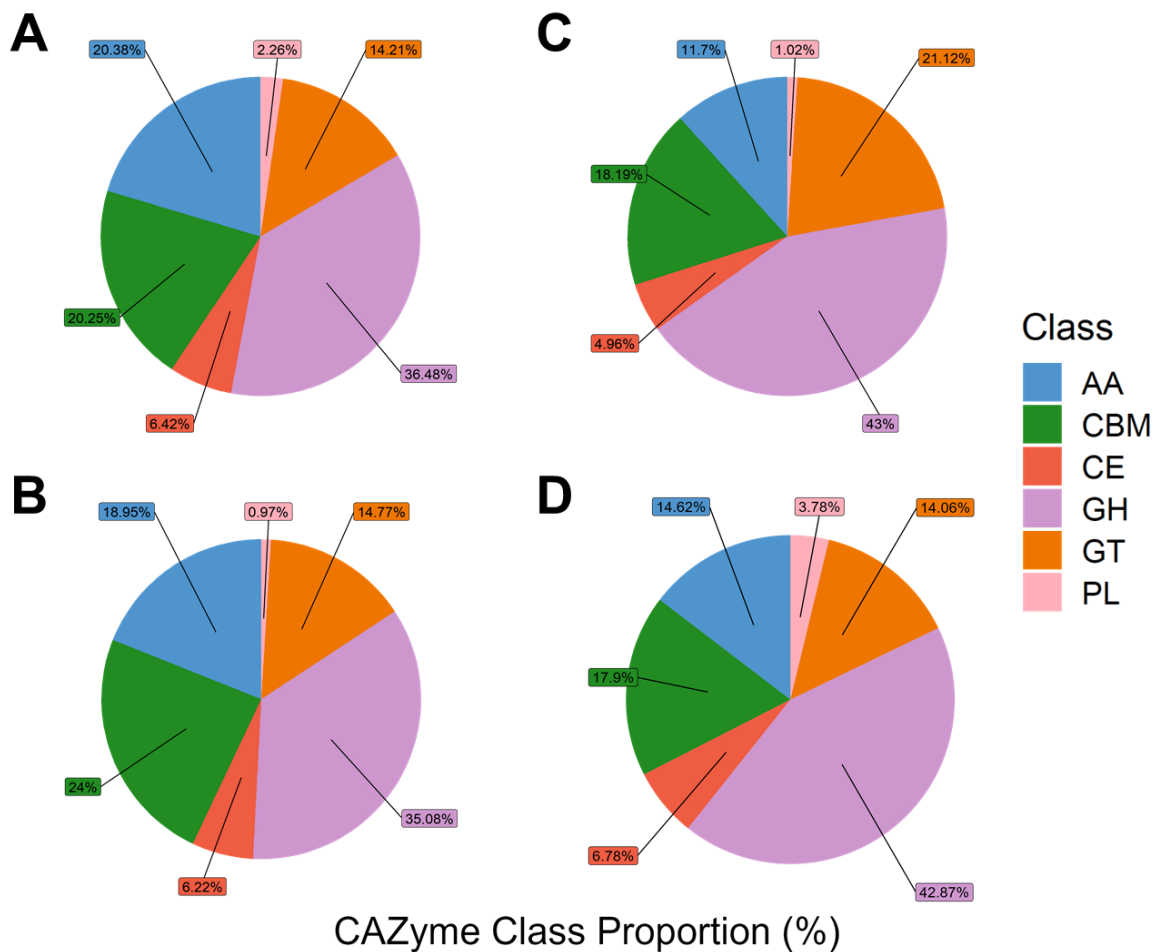 A
20.38%
2.26%
14.21%
20.25%
36.48%
6.42%
C
11.7%
1.02%
21.12%
18.19%
4.96%
43%
B
18.95%
0.97%
14.77%
24%
35.08%
6.22%
D
14.62%
3.78%
14.06%
17.9%
6.78%
42.87%
Class
AA
CBM
CE
GH
GT
PL
CAZyme Class Proportion (%)